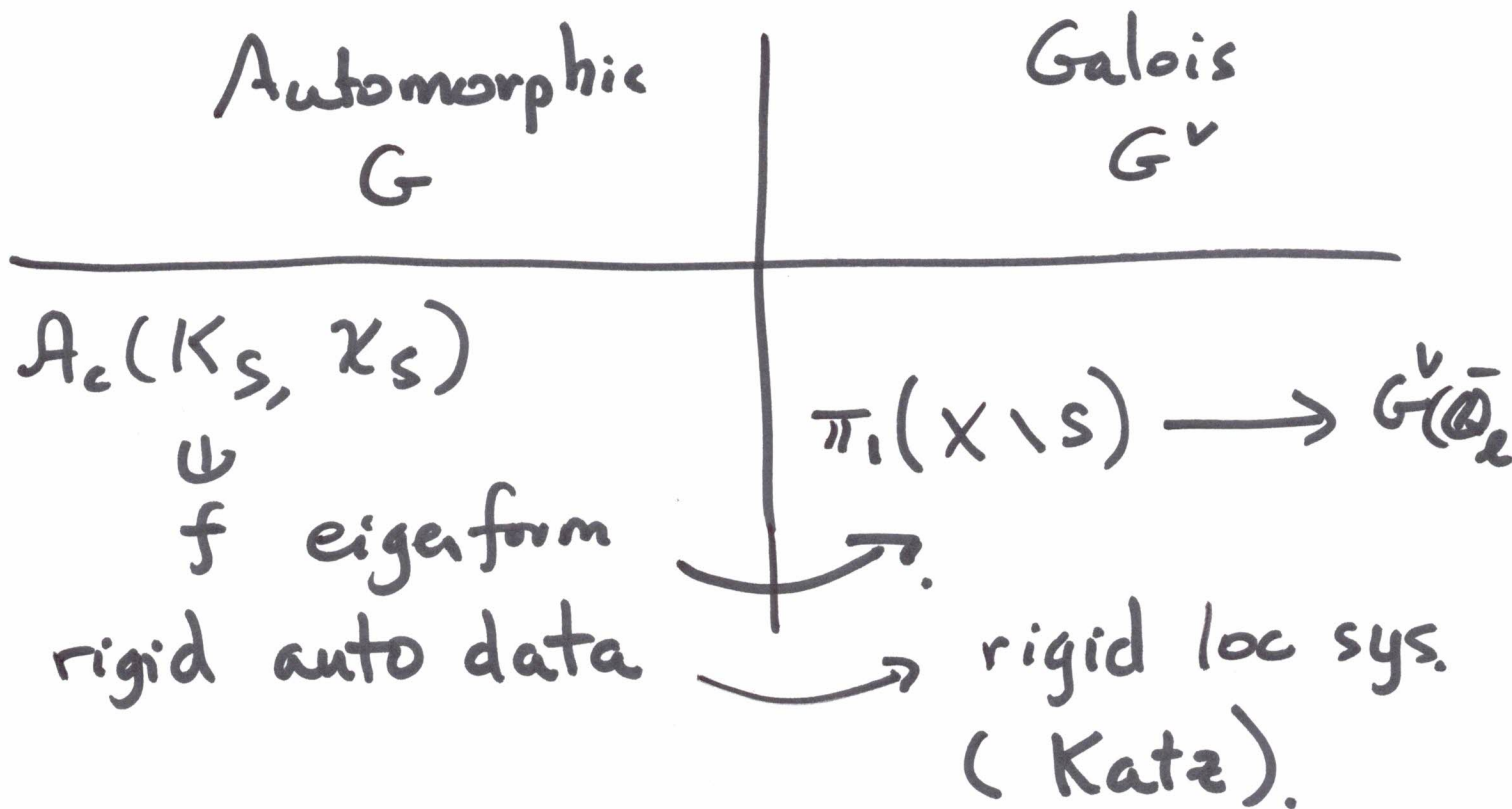 Automorphic
G
Galois
G^∨
A_c(K_S, χ_S)
∪
f eigenform
rigid auto data
π_1(X \ S) → G^∨(Q̄_ℓ
?.
rigid loc sys.
(Katz).